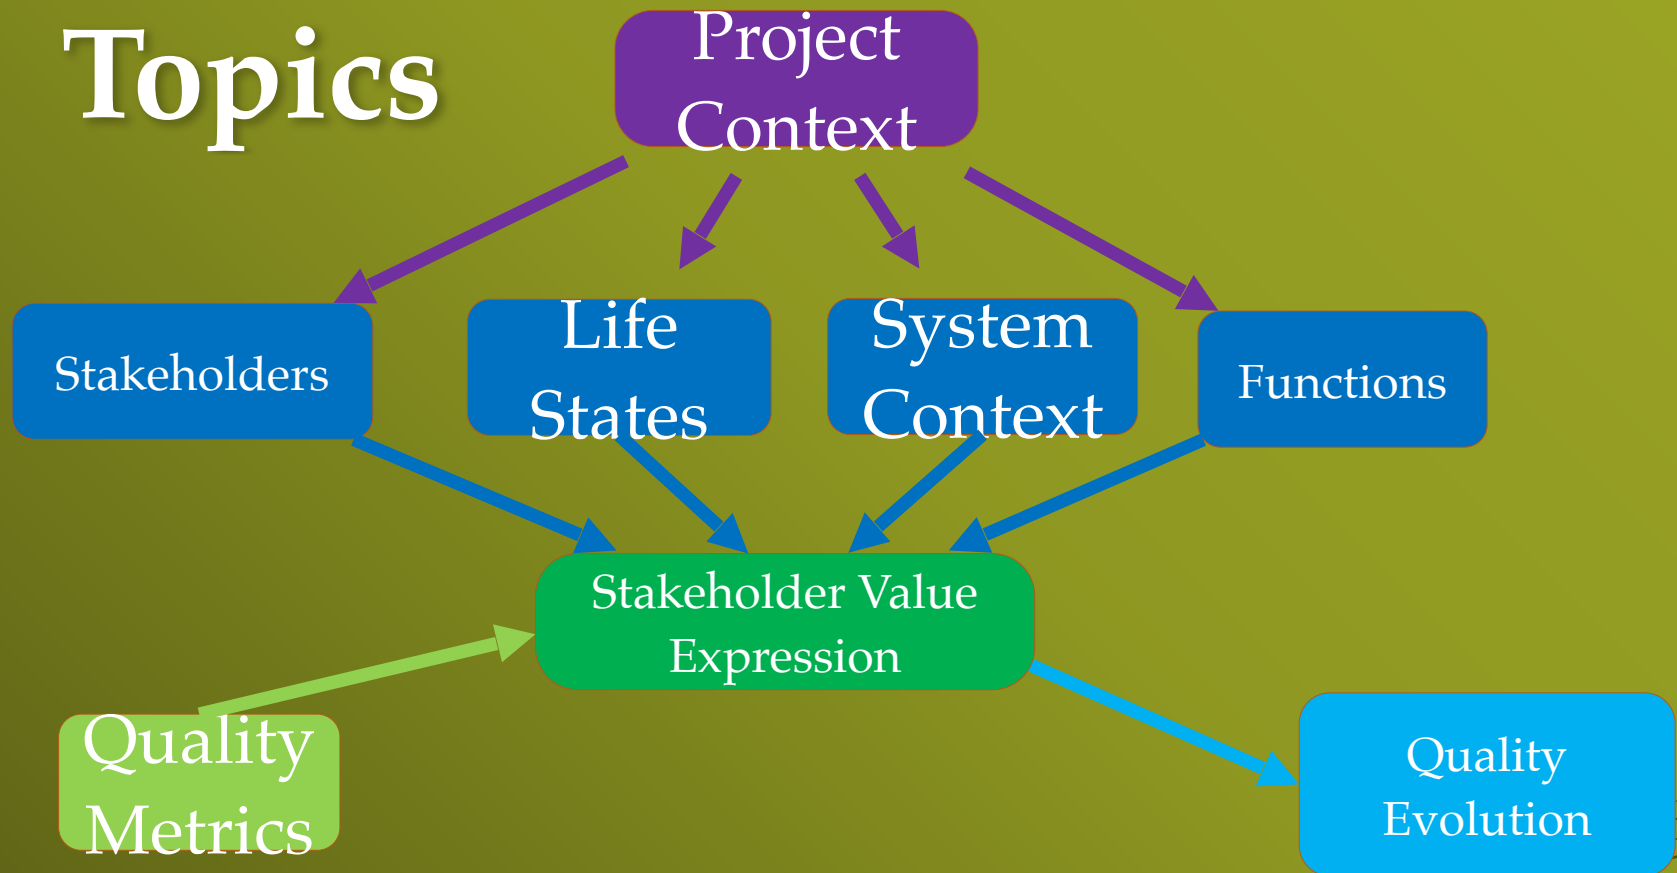 Topics
Project
Context
Stakeholders
Life
States
System
Context
Functions
Stakeholder Value
Expression
Quality
Metrics
Quality
Evolution